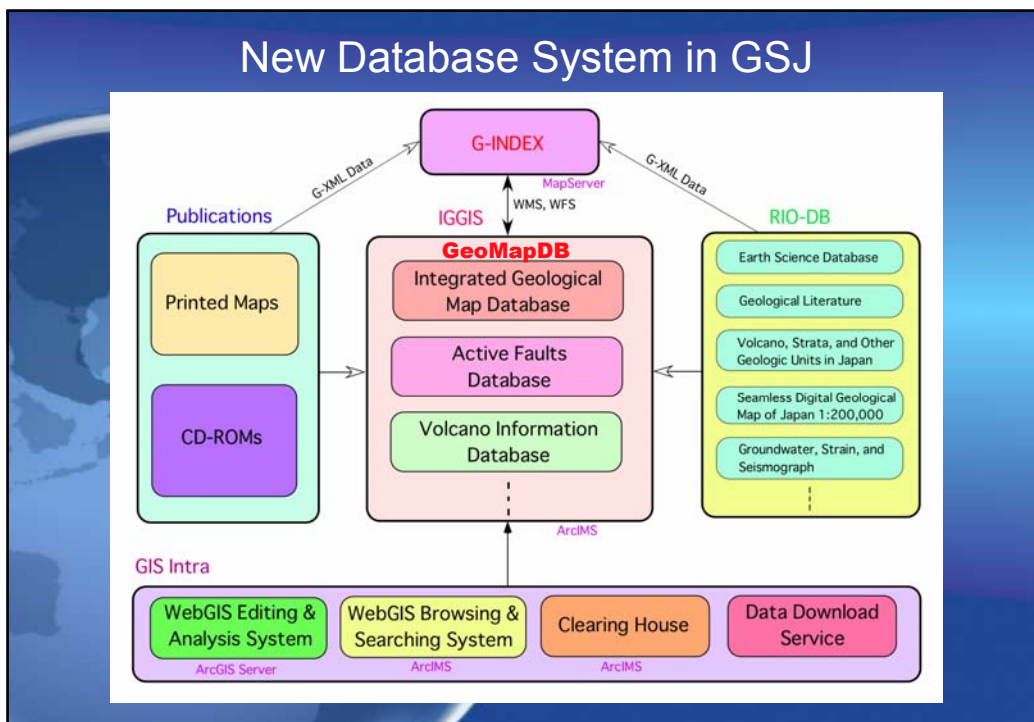 New Database System in GSJ
G-INDEX
MapServer
G-XML Data
G-XML Data
WMS, WFS
Publications
Printed Maps
CD-ROMs
IGGIS
GeoMapDB
Integrated Geological
Map Database
Active Faults
Database
Volcano Information
Database
ArcIMS
RIO-DB
Earth Science Database
Geological Literature
Volcano, Strata, and Other
Geologic Units in Japan
Seamless Digital Geological
Map of Japan 1:200,000
Groundwater, Strain, and
Seismograph
GIS Intra
WebGIS Editing &
Analysis System
ArcGIS Server
WebGIS Browsing &
Searching System
ArcIMS
Clearing House
ArcIMS
Data Download
Service